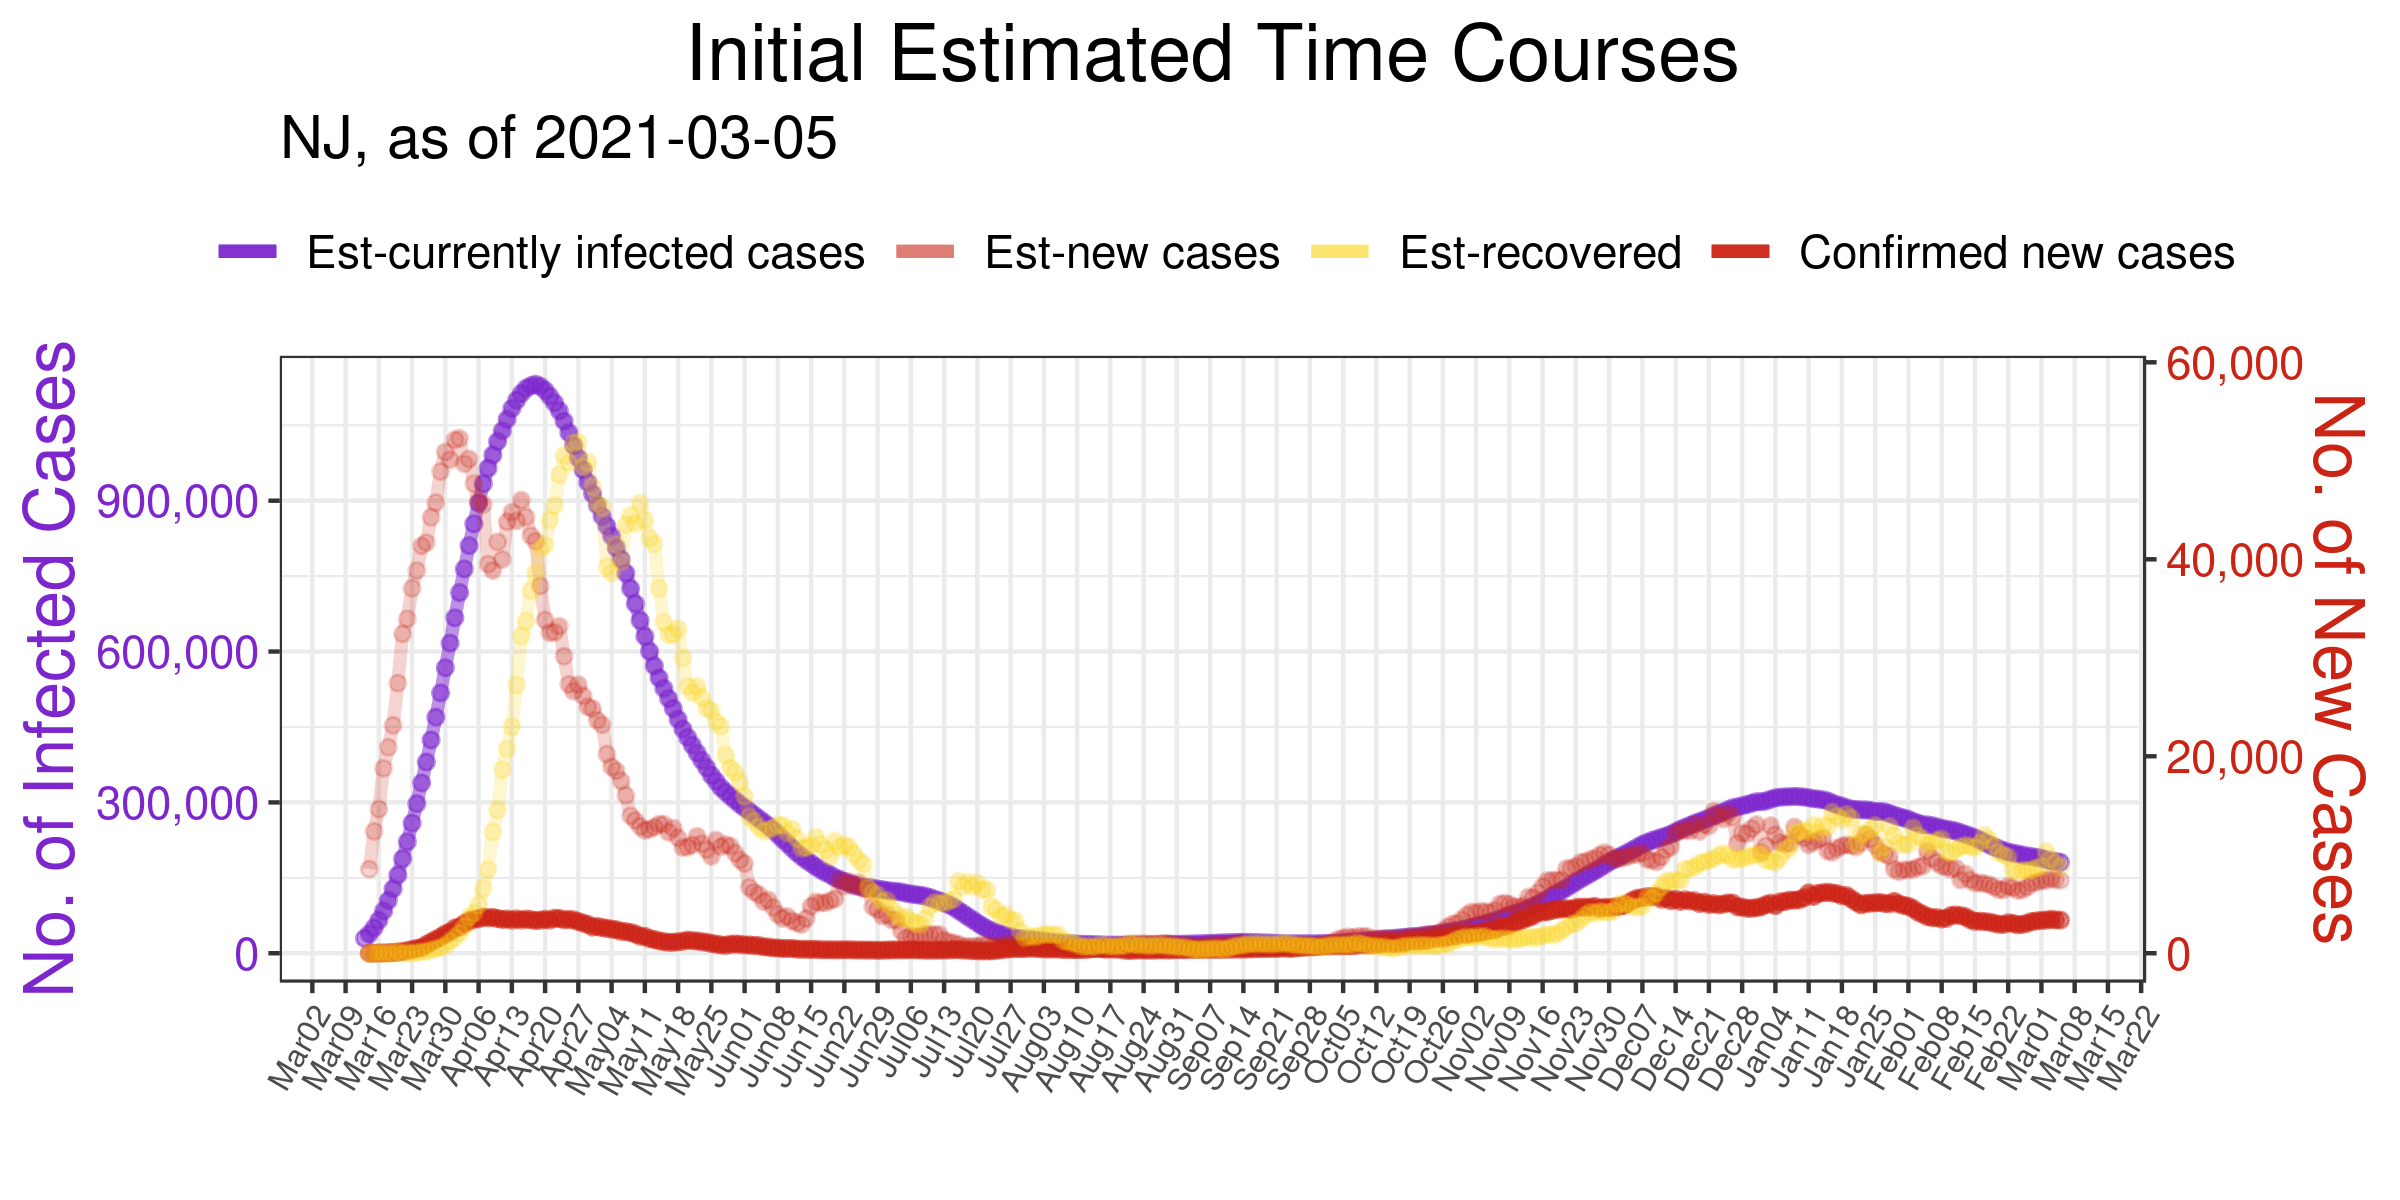 Initial Estimated Time Courses
NJ, as of 2021-03-05
Est-currently infected cases
Est-new cases
Est-recovered
Confirmed new cases
No. of Infected Cases
900,000
600,000
300,000
0
60,000
40,000
20,000
0
No. of New Cases
Mar02
Mar09
Mar16
Mar23
Mar30
Apr06
Apr13
Apr20
Apr27
May04
May11
May18
May25
Jun01
Jun08
Jun15
Jun22
Jun29
Jul06
Jul13
Jul20
Jul27
Aug03
Aug10
Aug17
Aug24
Aug31
Sep07
Sep14
Sep21
Sep28
Oct05
Oct12
Oct19
Oct26
Nov02
Nov09
Nov16
Nov23
Nov30
Dec07
Dec14
Dec21
Dec28
Jan04
Jan11
Jan18
Jan25
Feb01
Feb08
Feb15
Feb22
Mar01
Mar08
Mar15
Mar22